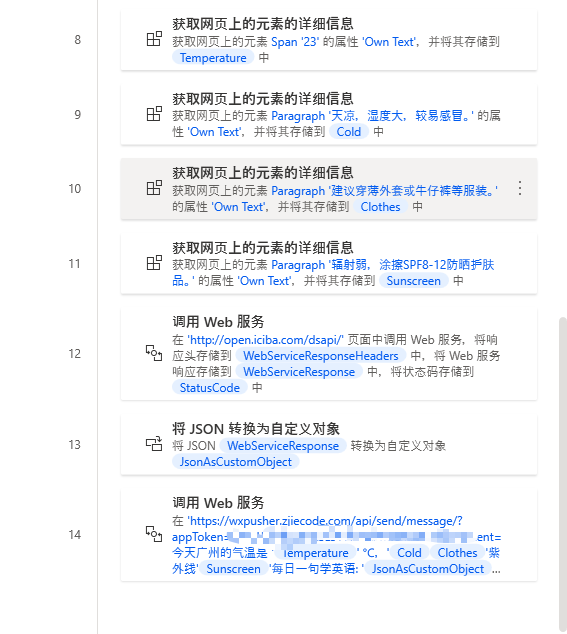 8
获取网页上的元素的详细信息
获取网页上的元素 Span '23' 的属性 'Own Text'，并将其存储到
Temperature 中
9
获取网页上的元素的详细信息
获取网页上的元素 Paragraph '天凉，湿度大，较易感冒。' 的属
性 'Own Text'，并将其存储到 Cold 中
10
获取网页上的元素的详细信息
获取网页上的元素 Paragraph '建议穿薄外套或牛仔裤等服装。'
的属性 'Own Text'，并将其存储到 Clothes 中
11
获取网页上的元素的详细信息
获取网页上的元素 Paragraph '辐射弱，涂擦SPF8-12防晒护肤
品。' 的属性 'Own Text'，并将其存储到 Sunscreen 中
12
调用 Web 服务
在 'http://open.iciba.com/dsapi/' 页面中调用 Web 服务，将响
应头存储到 WebServiceResponseHeaders 中，将 Web 服务
响应存储到 WebServiceResponse 中，将状态码存储到
StatusCode 中
13
将 JSON 转换为自定义对象
将 JSON WebServiceResponse 转换为自定义对象
JsonAsCustomObject
14
调用 Web 服务
在 'https://wxpusher.zjiecode.com/api/send/message/?
appToken= ent=
今天广州的气温是 Temperature ' ℃，' Cold Clothes '紫
外线' Sunscreen '每日一句学英语: ' JsonAsCustomObject ...